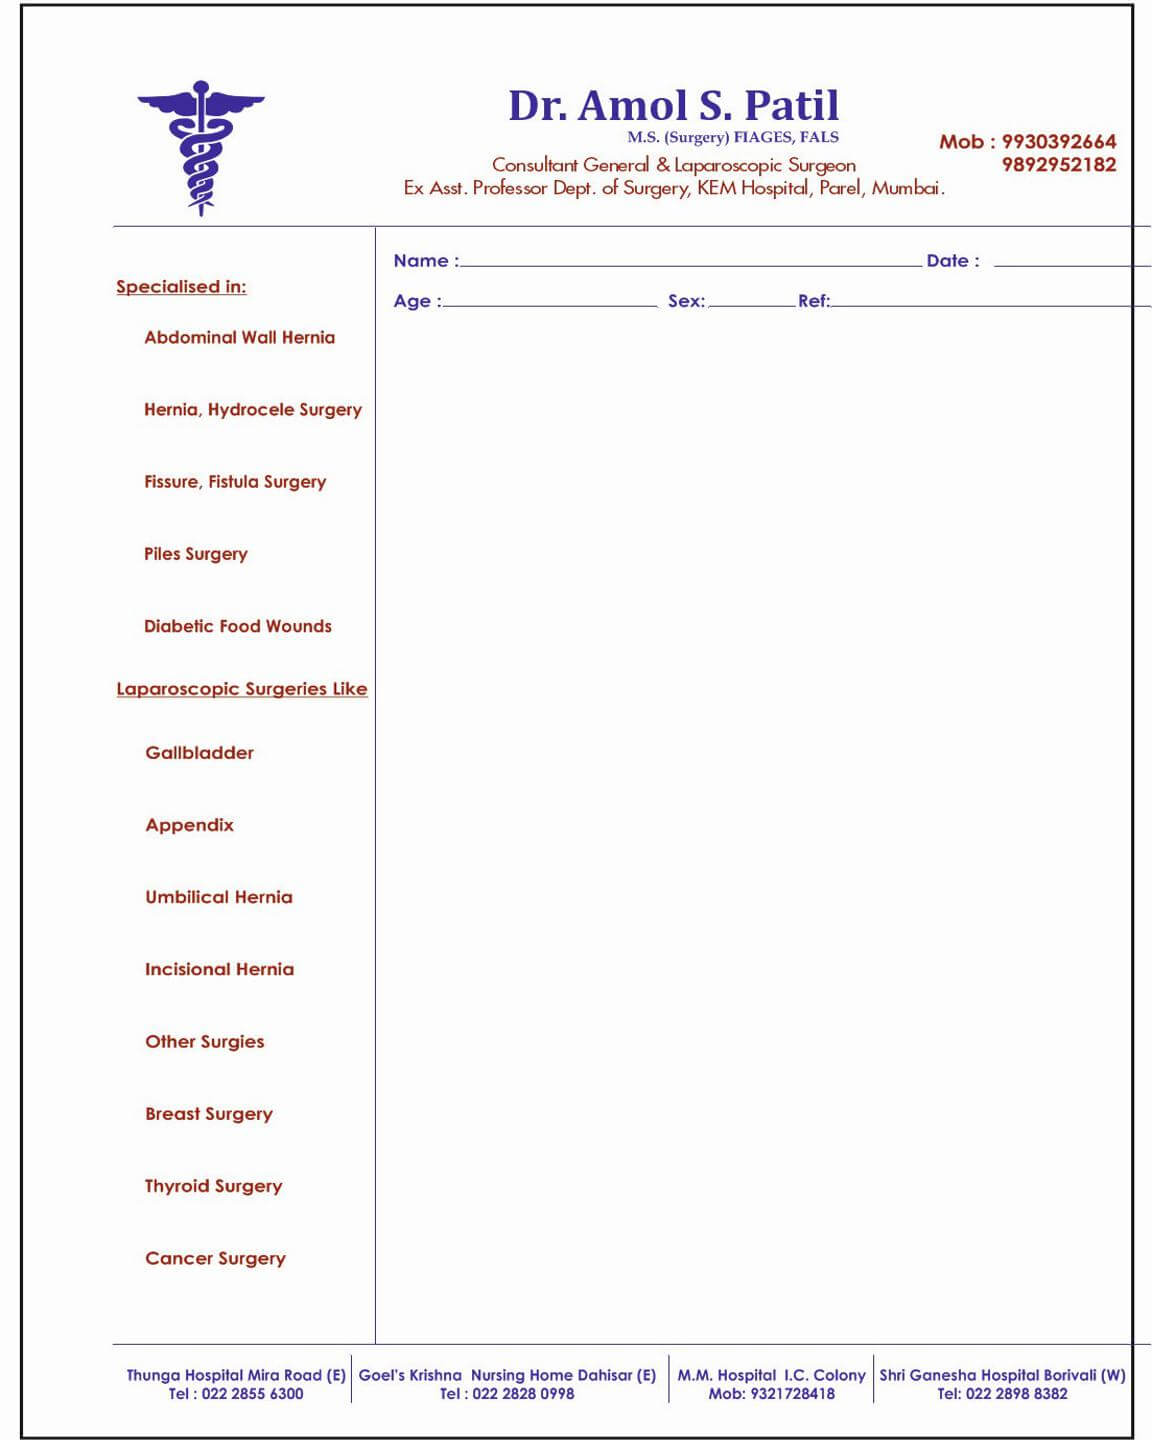 Dr. Amol S. Patil
M.S. (Surgery) FIAGES, FALS
Consultant General & Laparoscopic Surgeon
Ex Asst. Professor Dept. of Surgery, KEM Hospital, Parel, Mumbai.
Mob : 9930392664
9892952182
Name : Date :
Age : Sex: Ref:
Specialised in:
Abdominal Wall Hernia
Hernia, Hydrocele Surgery
Fissure, Fistula Surgery
Piles Surgery
Diabetic Food Wounds
Laparoscopic Surgeries Like
Gallbladder
Appendix
Umbilical Hernia
Incisional Hernia
Other Surgies
Breast Surgery
Thyroid Surgery
Cancer Surgery
Thunga Hospital Mira Road (E)
Tel : 022 2855 6300
Goel's Krishna Nursing Home Dahisar (E)
Tel : 022 2828 0998
M.M. Hospital I.C. Colony
Mob: 9321728418
Shri Ganesha Hospital Borivali (W)
Tel: 022 2898 8382